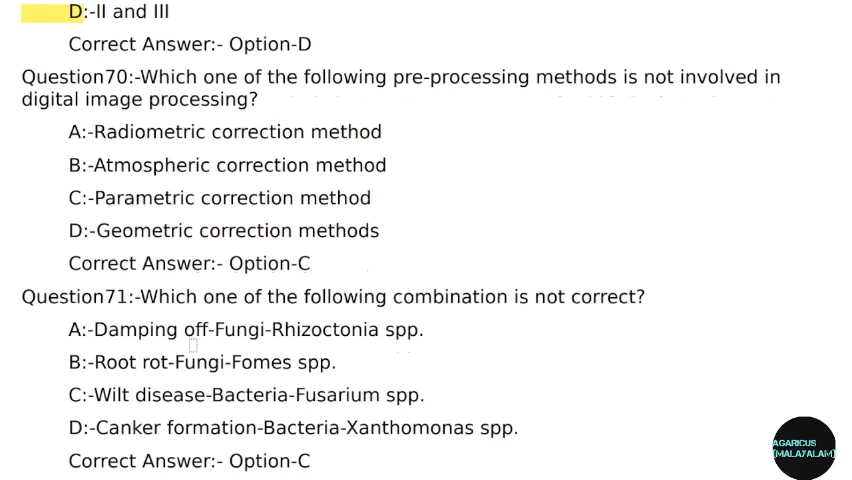 D:-II and III
Correct Answer:- Option-D
Question70:-Which one of the following pre-processing methods is not involved in
digital image processing?
A:-Radiometric correction method
B:-Atmospheric correction method
C:-Parametric correction method
D:-Geometric correction methods
Correct Answer:- Option-C
Question71:-Which one of the following combination is not correct?
A:-Damping off-Fungi-Rhizoctonia spp.
B:-Root rot-Fungi-Fomes spp.
C:-Wilt disease-Bacteria-Fusarium spp.
D:-Canker formation-Bacteria-Xanthomonas spp.
Correct Answer:- Option-C
AGARICUS
(MALAYALAM)